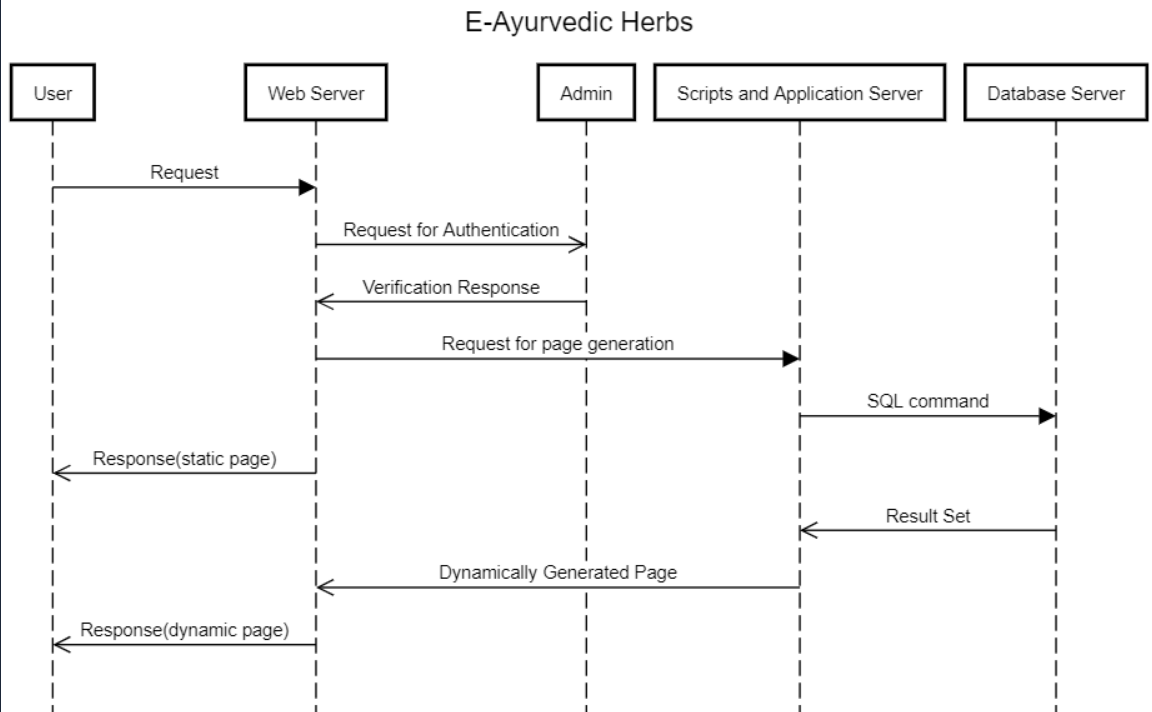 E-Ayurvedic Herbs
User
Web Server
Admin
Scripts and Application Server
Database Server
Request
Request for Authentication
Verification Response
Request for page generation
SQL command
Response(static page)
Result Set
Dynamically Generated Page
Response(dynamic page)